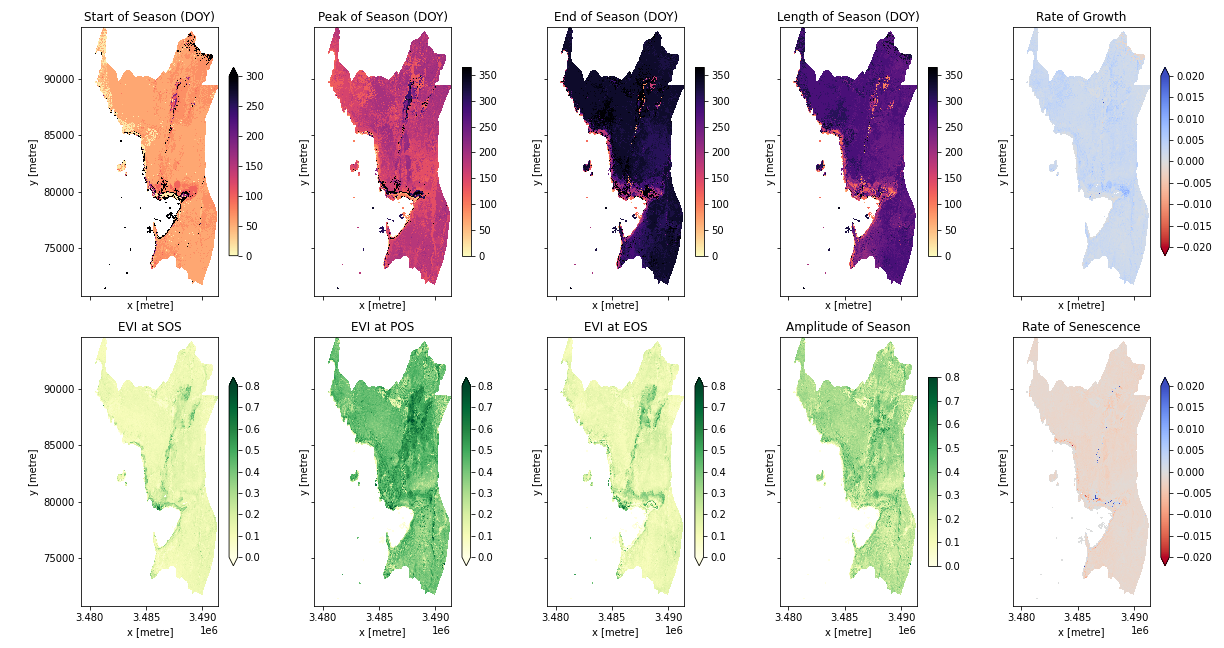 Start of Season (DOY)
Peak of Season (DOY)
End of Season (DOY)
Length of Season (DOY)
Rate of Growth
y [metre]
90000
85000
80000
75000
x [metre]
300
250
200
150
100
50
0
y [metre]
x [metre]
350
300
250
200
150
100
50
0
y [metre]
x [metre]
350
300
250
200
150
100
50
0
y [metre]
x [metre]
350
300
250
200
150
100
50
0
y [metre]
x [metre]
0.020
0.015
0.010
0.005
0.000
−0.005
−0.010
−0.015
−0.020
EVI at SOS
EVI at POS
EVI at EOS
Amplitude of Season
Rate of Senescence
y [metre]
90000
85000
80000
75000
3.480 3.485 3.490
1e6
x [metre]
0.8
0.7
0.6
0.5
0.4
0.3
0.2
0.1
0.0
y [metre]
3.480 3.485 3.490
1e6
x [metre]
0.8
0.7
0.6
0.5
0.4
0.3
0.2
0.1
0.0
y [metre]
3.480 3.485 3.490
1e6
x [metre]
0.8
0.7
0.6
0.5
0.4
0.3
0.2
0.1
0.0
y [metre]
3.480 3.485 3.490
1e6
x [metre]
0.8
0.7
0.6
0.5
0.4
0.3
0.2
0.1
0.0
y [metre]
3.480 3.485 3.490
1e6
x [metre]
0.020
0.015
0.010
0.005
0.000
−0.005
−0.010
−0.015
−0.020